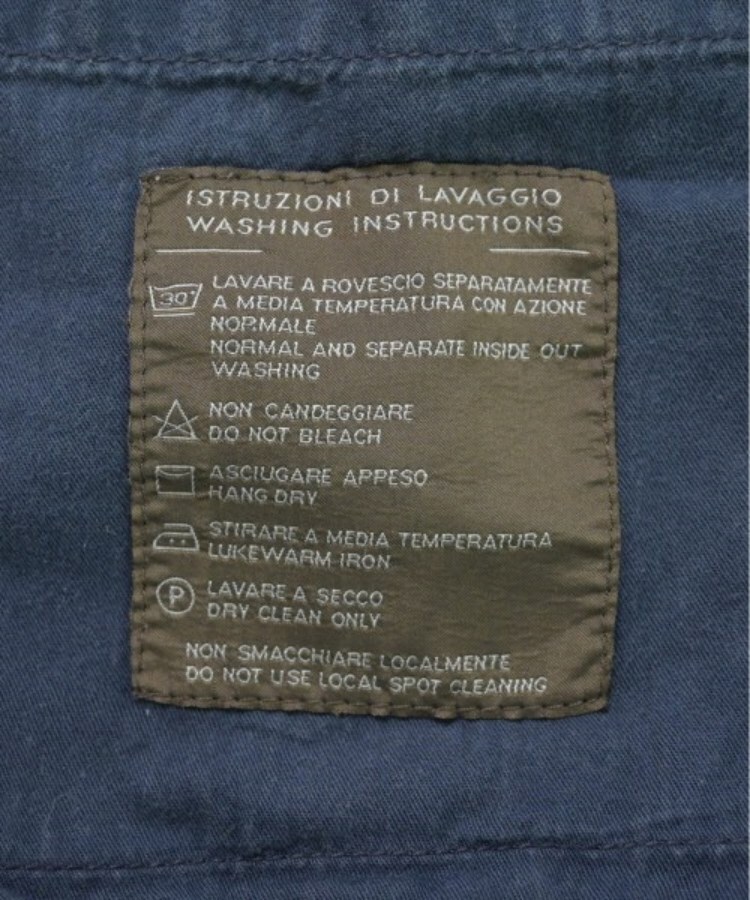 ISTRUZIONI DI LAVAGGIO
WASHING INSTRUCTIONS
30°
LAVARE A ROVESCIO SEPARATAMENTE
A MEDIA TEMPERATURA CON AZIONE
NORMALE
NORMAL AND SEPARATE INSIDE OUT
WASHING
NON CANDEGGIARE
DO NOT BLEACH
ASCIUGARE APPESO
HANG DRY
STIRARE A MEDIA TEMPERATURA
LUKEWARM IRON
P
LAVARE A SECCO
DRY CLEAN ONLY
NON SMACCHIARE LOCALMENTE
DO NOT USE LOCAL SPOT CLEANING